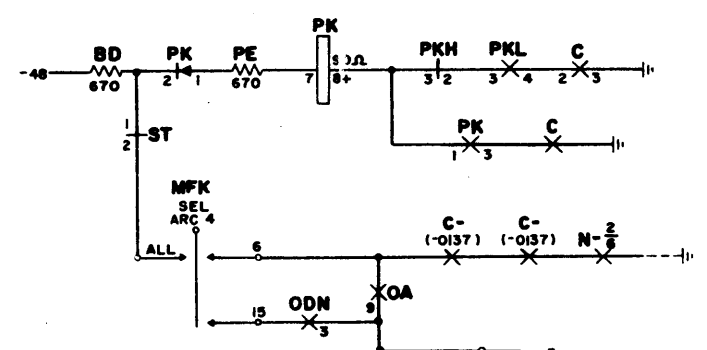 PK
BD PK PE PKH PKL C
-48 670 2 1 670 7 8+ 3 2 3 4 2 3
1
2 ST
PK C
1 3
MFK
SEL
ARC 4
C- C- N-2/6
(-0137) (-0137)
ALL 6
OA
9
15 ODN
3